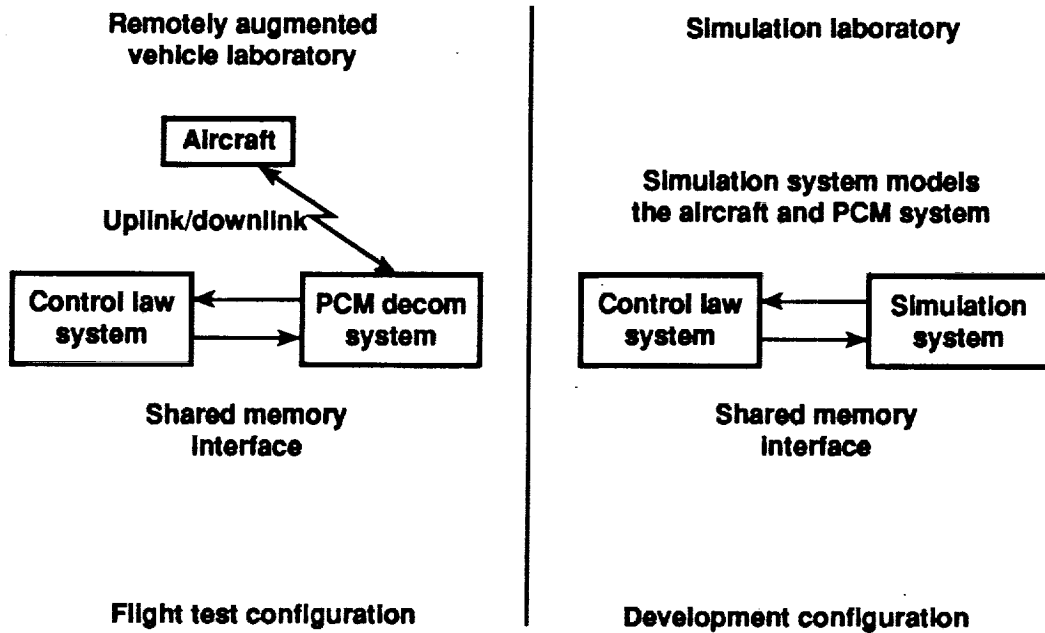 Remotely augmented
vehicle laboratory
Aircraft
Uplink/downlink
Control law
system
PCM decom
system
Shared memory
interface
Flight test configuration
Simulation laboratory
Simulation system models
the aircraft and PCM system
Control law
system
Simulation
system
Shared memory
interface
Development configuration